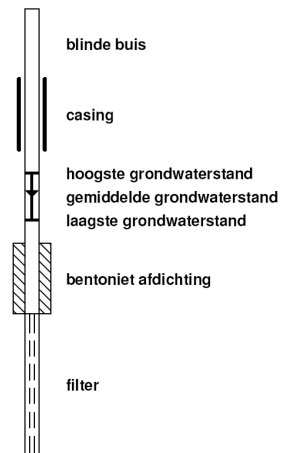 blinde buis
casing
hoogste grondwaterstand
gemiddelde grondwaterstand
laagste grondwaterstand
bentoniet afdichting
filter